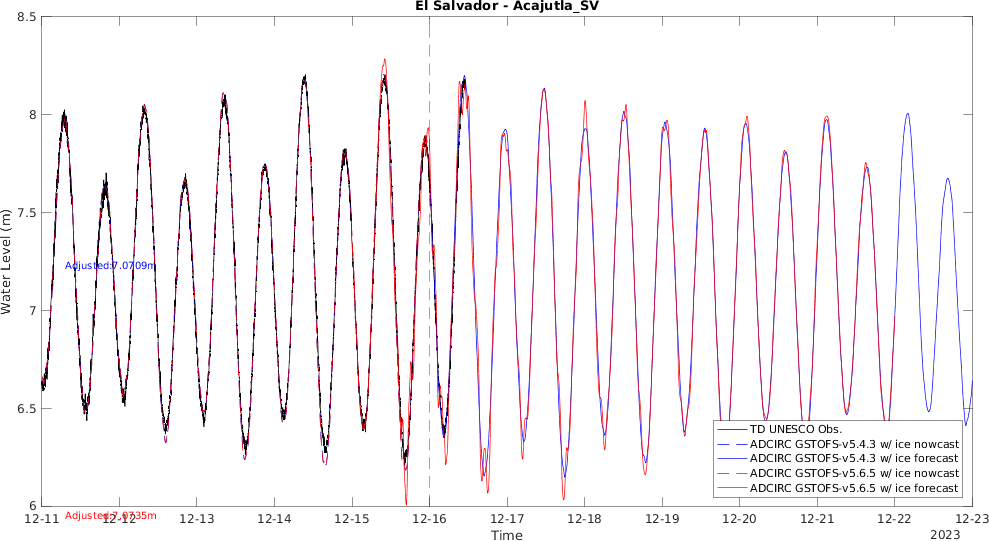 El Salvador - Acajutla_SV
8.5
8
7.5
7
6.5
6
Water Level (m)
Adjusted:7.0709m
Adjusted:7.0735m
TD UNESCO Obs.
ADCIRC GSTOFS-v5.4.3 w/ ice nowcast
ADCIRC GSTOFS-v5.4.3 w/ ice forecast
ADCIRC GSTOFS-v5.6.5 w/ ice nowcast
ADCIRC GSTOFS-v5.6.5 w/ ice forecast
12-11 12-12 12-13 12-14 12-15 12-16 12-17 12-18 12-19 12-20 12-21 12-22 12-23
Time
2023